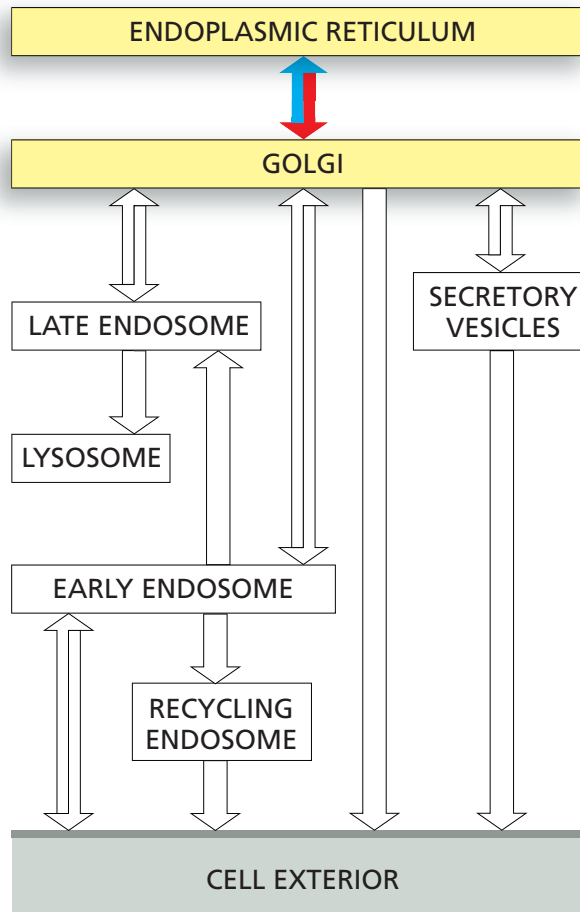 ENDOPLASMIC RETICULUM
GOLGI
LATE ENDOSOME
SECRETORY
VESICLES
LYSOSOME
EARLY ENDOSOME
RECYCLING
ENDOSOME
CELL EXTERIOR